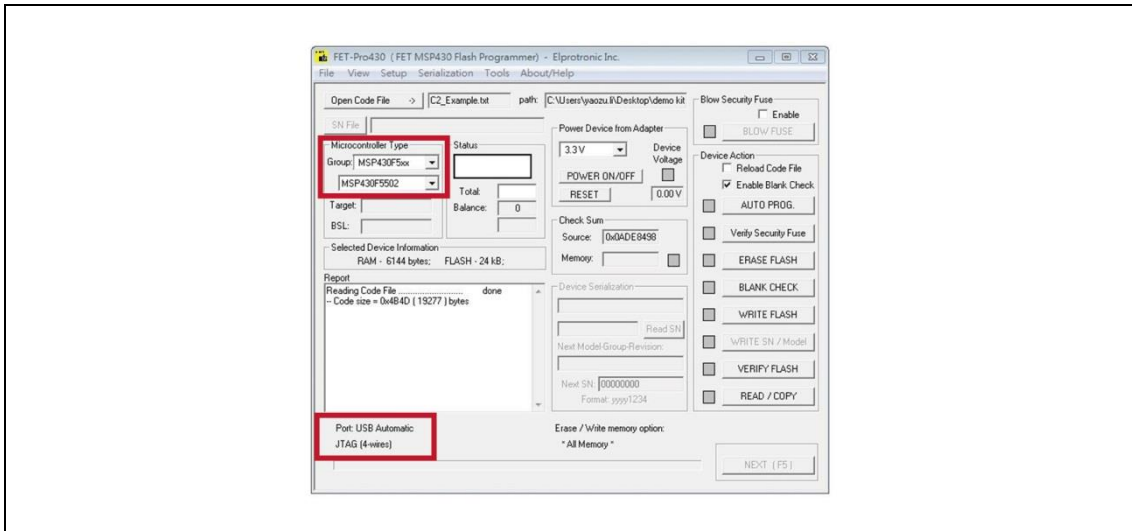 FET-Pro430 ( FET MSP430 Flash Programmer) - Elprotronic Inc.
File View Setup Serialization Tools About/Help
Open Code File -> C2_Example.txt path: C:\Users\yaozu.li\Desktop\demo kit
SN File
Microcontroller Type
Group: MSP430F5xx
MSP430F5502
Target:
BSL:
Status
Total:
Balance: 0
Selected Device Information
RAM - 6144 bytes; FLASH - 24 kB;
Report
Reading Code File ............................ done
-- Code size = 0x4B4D ( 19277 ) bytes
Port: USB Automatic
JTAG (4-wires)
Power Device from Adapter
3.3 V Device
Voltage
POWER ON/OFF
RESET 0.00 V
Check Sum
Source: 0x0ADE8498
Memory:
Device Serialization
Read SN
Next Model-Group-Revision:
Next SN: 00000000
Format: yyyy1234
Erase / Write memory option:
* All Memory *
Blow Security Fuse
Enable
BLOW FUSE
Device Action
Reload Code File
Enable Blank Check
AUTO PROG.
Verify Security Fuse
ERASE FLASH
BLANK CHECK
WRITE FLASH
WRITE SN / Model
VERIFY FLASH
READ / COPY
NEXT (F5)